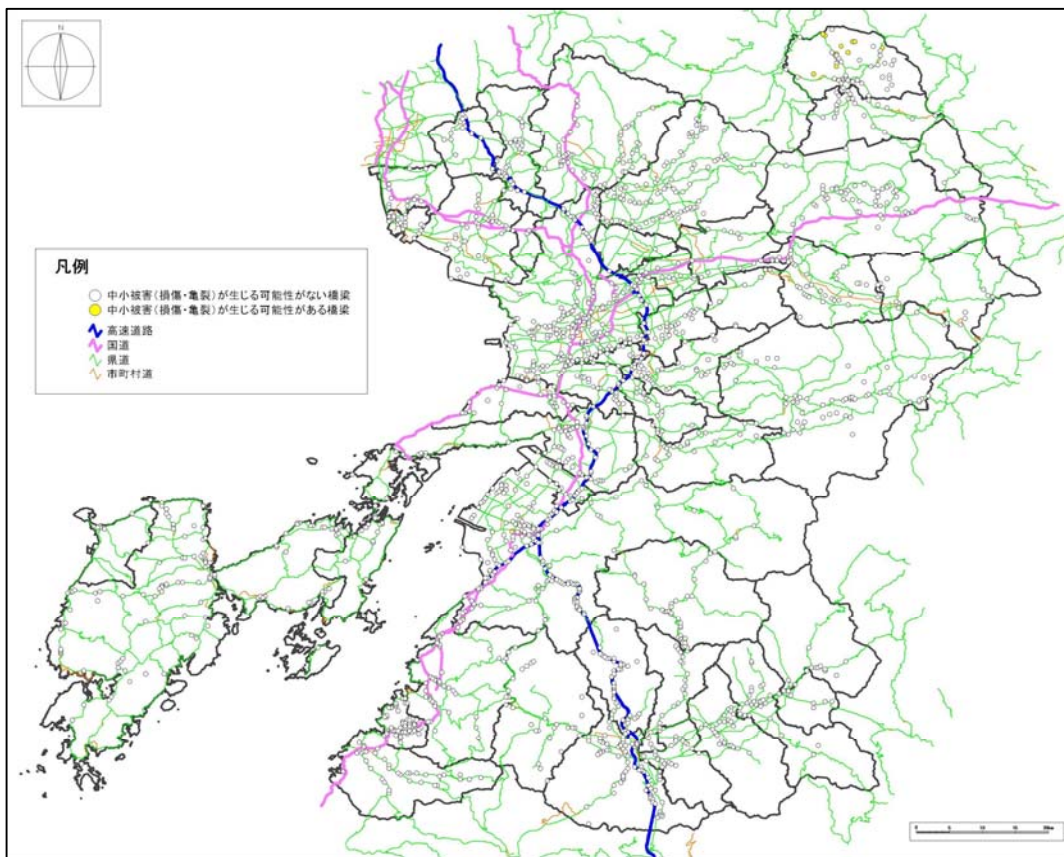 N
凡例
中小被害(損傷・亀裂)が生じる可能性がない橋梁
中小被害(損傷・亀裂)が生じる可能性がある橋梁
高速道路
国道
県道
市町村道